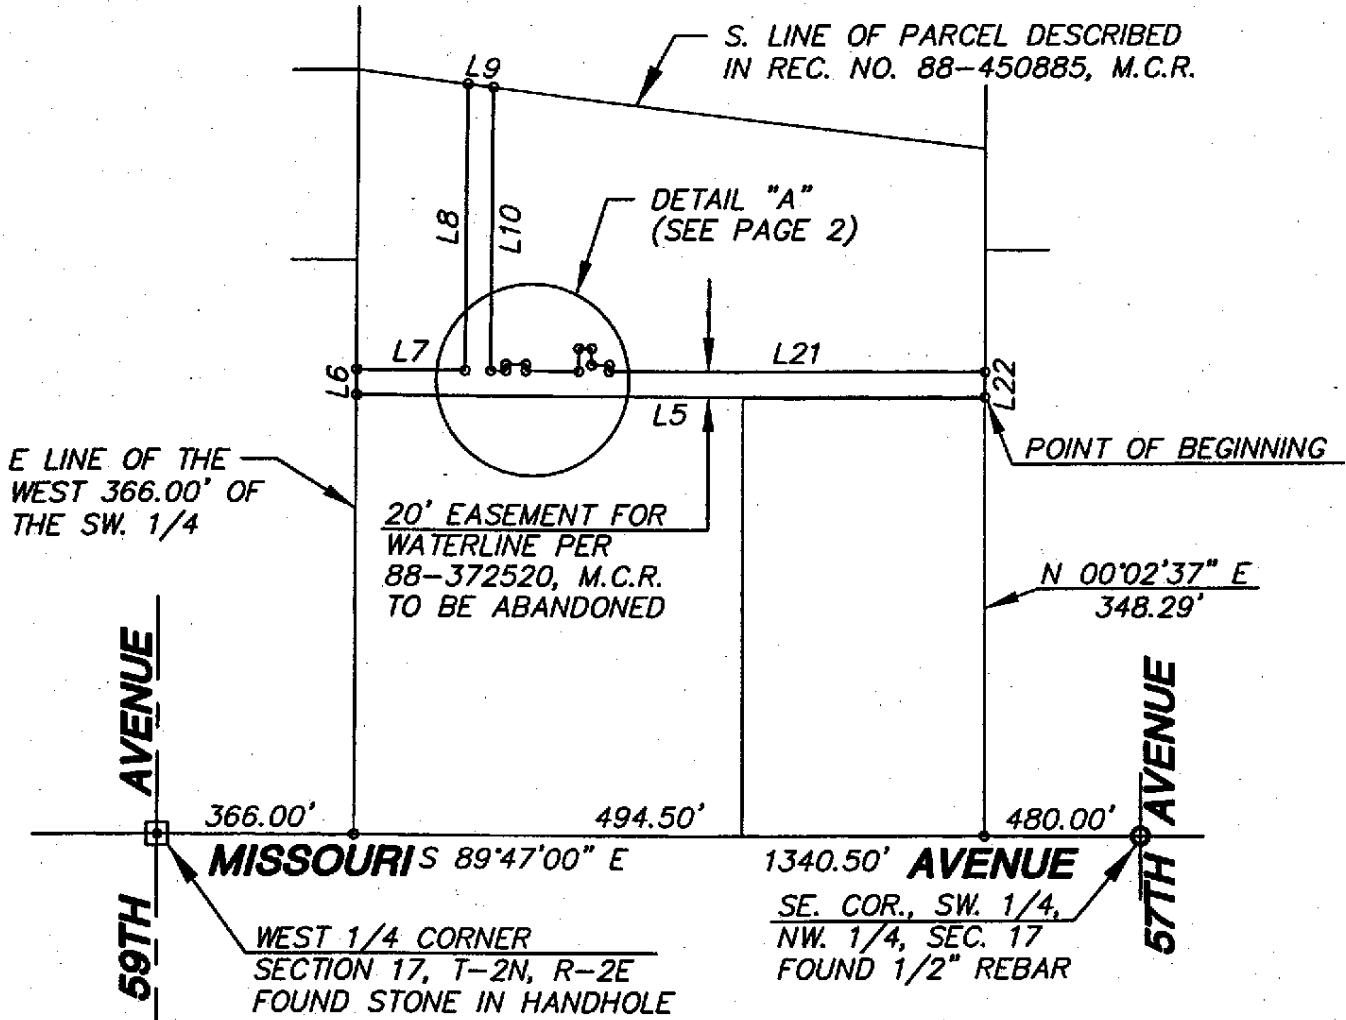 S. LINE OF PARCEL DESCRIBED
IN REC. NO. 88-450885, M.C.R.
L9
L8
L10
DETAIL "A"
(SEE PAGE 2)
L7
L21
L6
L22
L5
POINT OF BEGINNING
E LINE OF THE
WEST 366.00' OF
THE SW. 1/4
20' EASEMENT FOR
WATERLINE PER
88-372520, M.C.R.
TO BE ABANDONED
N 00°02'37" E
348.29'
59TH AVENUE
57TH AVENUE
366.00'
494.50'
480.00'
MISSOURI S 89°47'00" E
1340.50' AVENUE
WEST 1/4 CORNER
SECTION 17, T-2N, R-2E
FOUND STONE IN HANDHOLE
SE. COR., SW. 1/4,
NW. 1/4, SEC. 17
FOUND 1/2" REBAR